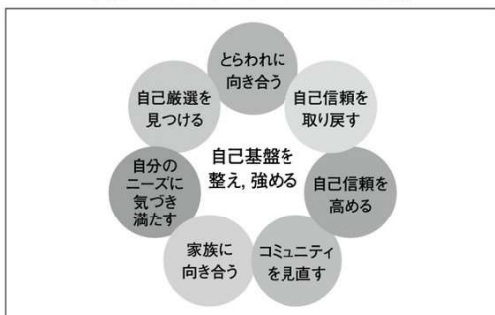 とらわれに
向き合う
自己信頼を
取り戻す
自己信頼を
高める
コミュニティ
を見直す
家族に
向き合う
自分の
ニーズに
気づき
満たす
自己厳選を
見つける
自己基盤を
整え，強める